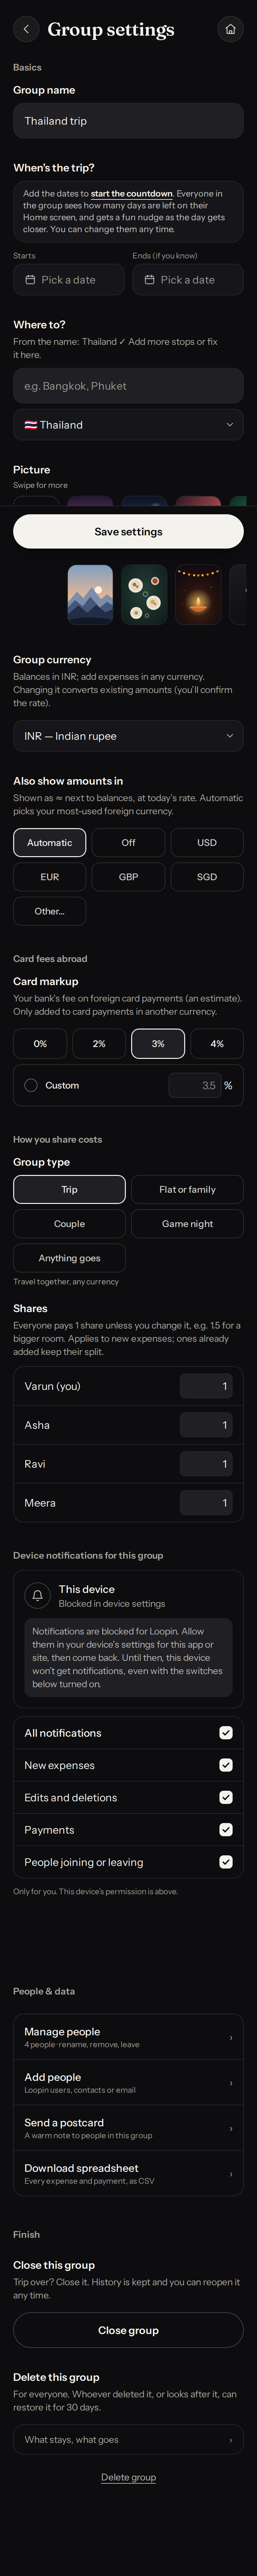 Group settings
Basics
Group name
Thailand trip
When's the trip?
Add the dates to start the countdown. Everyone in
the group sees how many days are left on their
Home screen, and gets a fun nudge as the day gets
closer. You can change them any time.
Starts
Ends (if you know)
Pick a date
Pick a date
Where to?
From the name: Thailand ✓ Add more stops or fix
it here.
e.g. Bangkok, Phuket
Thailand
Picture
Swipe for more
Save settings
Group currency
Balances in INR; add expenses in any currency.
Changing it converts existing amounts (you'll confirm
the rate).
INR — Indian rupee
Also show amounts in
Shown as ≈ next to balances, at today's rate. Automatic
picks your most-used foreign currency.
Automatic
Off
USD
EUR
GBP
SGD
Other...
Card fees abroad
Card markup
Your bank's fee on foreign card payments (an estimate).
Only added to card payments in another currency.
0%
2%
3%
4%
Custom
3.5 %
How you share costs
Group type
Trip
Flat or family
Couple
Game night
Anything goes
Travel together, any currency
Shares
Everyone pays 1 share unless you change it, e.g. 1.5 for a
bigger room. Applies to new expenses; ones already
added keep their split.
Varun (you) 1
Asha 1
Ravi 1
Meera 1
Device notifications for this group
This device
Blocked in device settings
Notifications are blocked for Loopin. Allow
them in your device's settings for this app or
site, then come back. Until then, this device
won't get notifications, even with the switches
below turned on.
All notifications
New expenses
Edits and deletions
Payments
People joining or leaving
Only for you. This device's permission is above.
People & data
Manage people
4 people · rename, remove, leave
Add people
Loopin users, contacts or email
Send a postcard
A warm note to people in this group
Download spreadsheet
Every expense and payment, as CSV
Finish
Close this group
Trip over? Close it. History is kept and you can reopen it
any time.
Close group
Delete this group
For everyone. Whoever deleted it, or looks after it, can
restore it for 30 days.
What stays, what goes
Delete group